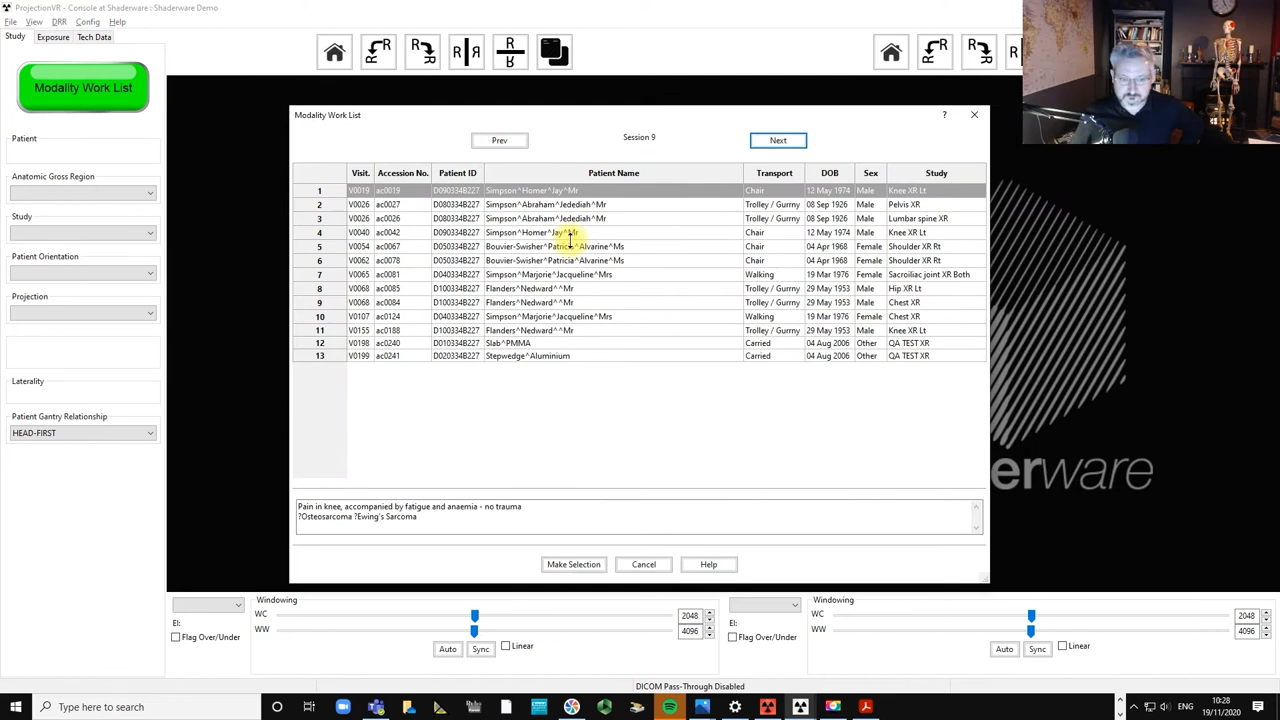 ProjectionVR - Console at Shaderware : Shaderware Demo
File View DRR Config Help
Study Exposure Tech Data
Modality Work List
Patient
Anatomic Gross Region
Study
Patient Orientation
Projection
Laterality
Patient Gantry Relationship
HEAD-FIRST
Modality Work List ?
Prev Session 9 Next
Visit. Accession No. Patient ID Patient Name Transport DOB Sex Study
1 V0019 ac0019 D090334B227 Simpson^Homer^Jay^Mr Chair 12 May 1974 Male Knee XR Lt
2 V0026 ac0027 D080334B227 Simpson^Abraham^Jedediah^Mr Trolley / Gurrny 08 Sep 1926 Male Pelvis XR
3 V0026 ac0026 D080334B227 Simpson^Abraham^Jedediah^Mr Trolley / Gurrny 08 Sep 1926 Male Lumbar spine XR
4 V0040 ac0042 D090334B227 Simpson^Homer^Jay^Mr Chair 12 May 1974 Male Knee XR Lt
5 V0054 ac0067 D050334B227 Bouvier-Swisher^Patricia^Alvarine^Ms Chair 04 Apr 1968 Female Shoulder XR Rt
6 V0062 ac0078 D050334B227 Bouvier-Swisher^Patricia^Alvarine^Ms Chair 04 Apr 1968 Female Shoulder XR Rt
7 V0065 ac0081 D040334B227 Simpson^Marjorie^Jacqueline^Mrs Walking 19 Mar 1976 Female Sacroiliac joint XR Both
8 V0068 ac0085 D100334B227 Flanders^Nedward^^Mr Trolley / Gurrny 29 May 1953 Male Hip XR Lt
9 V0068 ac0084 D100334B227 Flanders^Nedward^^Mr Trolley / Gurrny 29 May 1953 Male Chest XR
10 V0107 ac0124 D040334B227 Simpson^Marjorie^Jacqueline^Mrs Walking 19 Mar 1976 Female Chest XR
11 V0155 ac0188 D100334B227 Flanders^Nedward^^Mr Trolley / Gurrny 29 May 1953 Male Knee XR Lt
12 V0198 ac0240 D010334B227 Slab^PMMA Carried 04 Aug 2006 Other QA TEST XR
13 V0199 ac0241 D020334B227 Stepwedge^Aluminium Carried 04 Aug 2006 Other QA TEST XR
Pain in knee, accompanied by fatigue and anaemia - no trauma
?Osteosarcoma ?Ewing's Sarcoma
Make Selection Cancel Help
erware
EI:
Flag Over/Under
Windowing
WC 2048
WW 4096
Auto Sync Linear
EI:
Flag Over/Under
Windowing
WC 2048
WW 4096
Auto Sync Linear
DICOM Pass-Through Disabled
Type here to search
ENG
10:28
19/11/2020